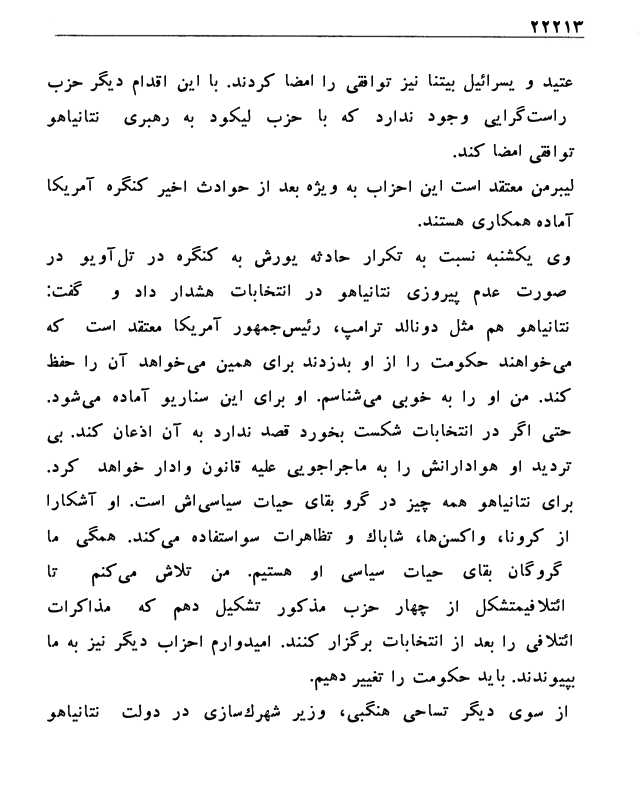 ۲۲۲۱۳
عتید و یسرائیل بیتنا نیز توافقی را امضا کردند. با این اقدام دیگر حزب
راست‌گرایی وجود ندارد که با حزب لیکود به رهبری نتانیاهو
توافقی امضا کند.
لیبرمن معتقد است این احزاب به ویژه بعد از حوادث اخیر کنگره آمریکا
آماده همکاری هستند.
وی یکشنبه نسبت به تکرار حادثه یورش به کنگره در تل‌آویو در
صورت عدم پیروزی نتانیاهو در انتخابات هشدار داد و گفت:
نتانیاهو هم مثل دونالد ترامپ، رئیس‌جمهور آمریکا معتقد است که
می‌خواهند حکومت را از او بدزدند برای همین می‌خواهد آن را حفظ
کند. من او را به خوبی می‌شناسم. او برای این سناریو آماده می‌شود.
حتی اگر در انتخابات شکست بخورد قصد ندارد به آن اذعان کند. بی
تردید او هوادارانش را به ماجراجویی علیه قانون وادار خواهد کرد.
برای نتانیاهو همه چیز در گرو بقای حیات سیاسی‌اش است. او آشکارا
از کرونا، واکسن‌ها، شاباك و تظاهرات سواستفاده می‌کند. همگی ما
گروگان بقای حیات سیاسی او هستیم. من تلاش می‌کنم تا
ائتلافیمتشکل از چهار حزب مذکور تشکیل دهم که مذاکرات
ائتلافی را بعد از انتخابات برگزار کنند. امیدوارم احزاب دیگر نیز به ما
بپیوندند. باید حکومت را تغییر دهیم.
از سوی دیگر تساحی هنگبی، وزیر شهرك‌سازی در دولت نتانیاهو